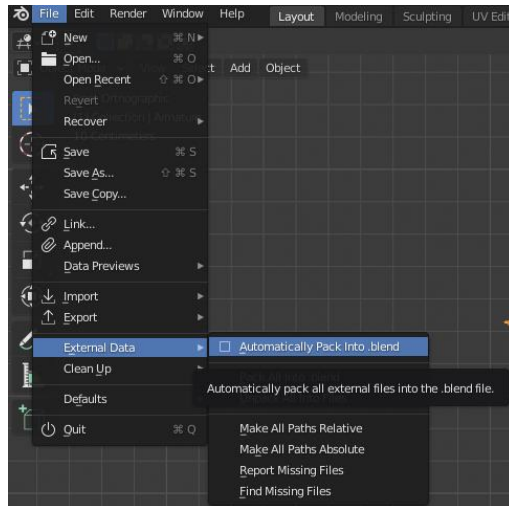 File Edit Render Window Help Layout Modeling Sculpting UV Edi
New ⌘ N
Open... ⌘ O
Add Object
Open Recent ⇧ ⌘ O
Revert
Recover
Save ⌘ S
Save As... ⇧ ⌘ S
Save Copy...
Link...
Append...
Data Previews
Import
Export
External Data
Automatically Pack Into .blend
Clean Up
Automatically pack all external files into the .blend file.
Defaults
Quit ⌘ Q
Make All Paths Relative
Make All Paths Absolute
Report Missing Files
Find Missing Files